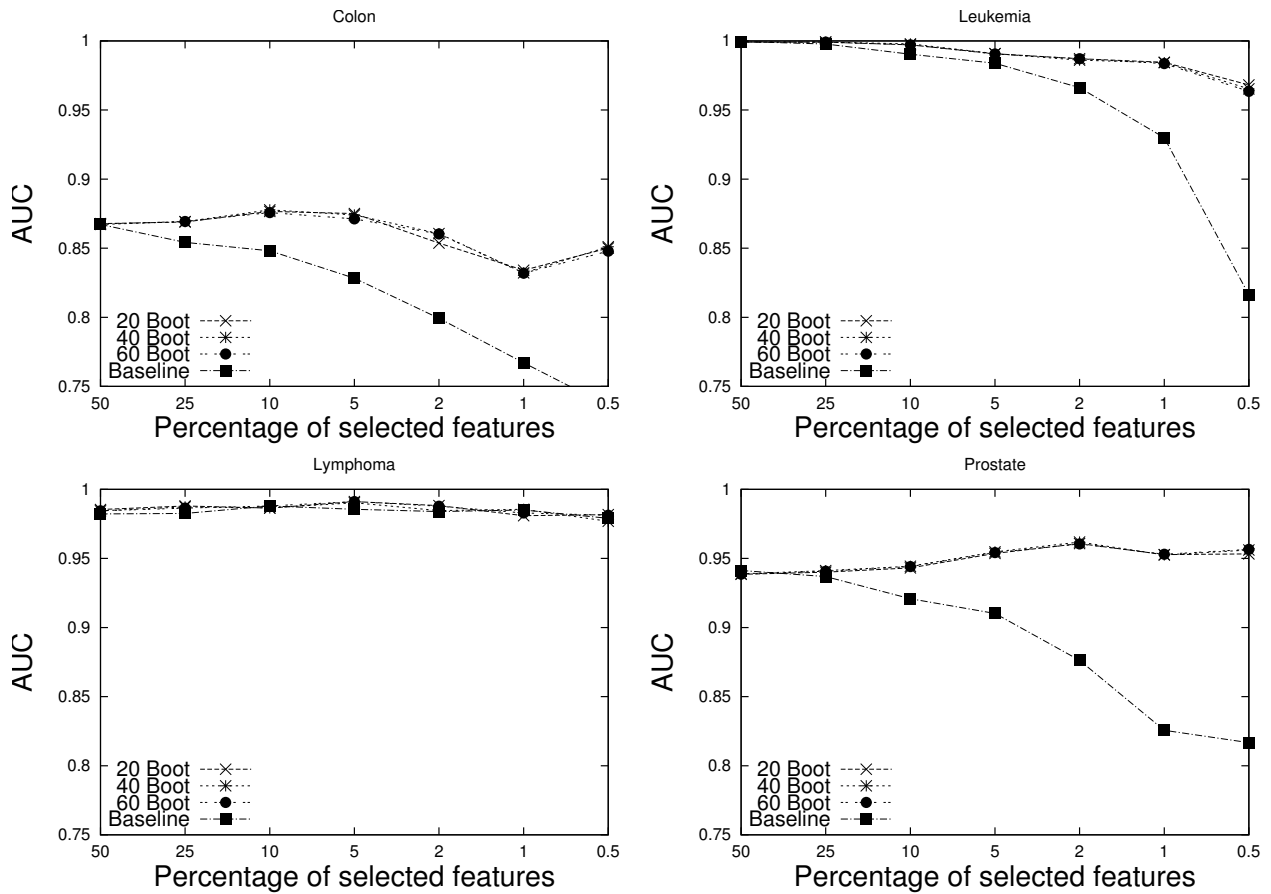 Colon
AUC
1
0.95
0.9
0.85
0.8
0.75
20 Boot
40 Boot
60 Boot
Baseline
50 25 10 5 2 1 0.5
Percentage of selected features
Leukemia
AUC
1
0.95
0.9
0.85
0.8
0.75
20 Boot
40 Boot
60 Boot
Baseline
50 25 10 5 2 1 0.5
Percentage of selected features
Lymphoma
AUC
1
0.95
0.9
0.85
0.8
0.75
20 Boot
40 Boot
60 Boot
Baseline
50 25 10 5 2 1 0.5
Percentage of selected features
Prostate
AUC
1
0.95
0.9
0.85
0.8
0.75
20 Boot
40 Boot
60 Boot
Baseline
50 25 10 5 2 1 0.5
Percentage of selected features